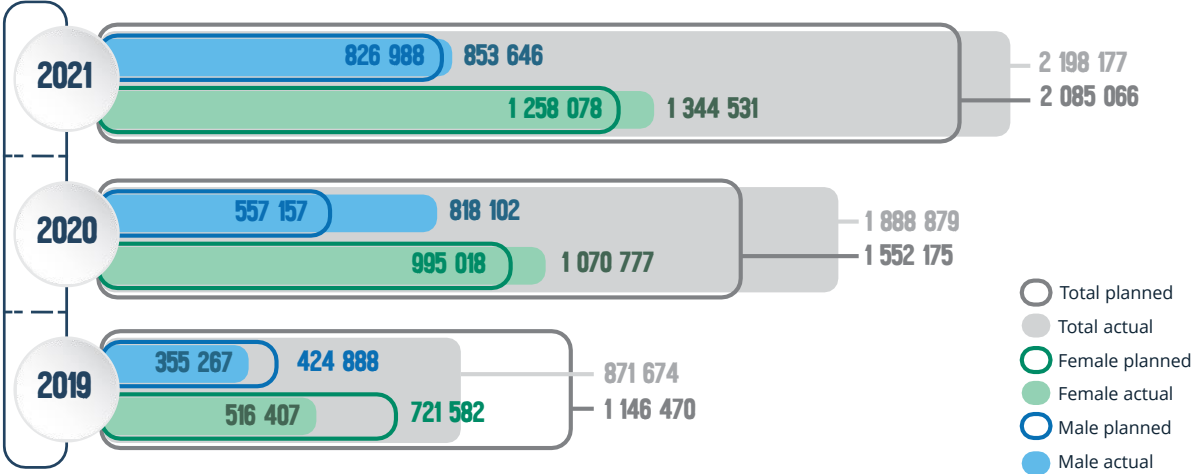 2021
826 988
853 646
1 258 078
1 344 531
2 198 177
2 085 066
2020
557 157
818 102
995 018
1 070 777
1 888 879
1 552 175
2019
355 267
424 888
516 407
721 582
871 674
1 146 470
Total planned
Total actual
Female planned
Female actual
Male planned
Male actual